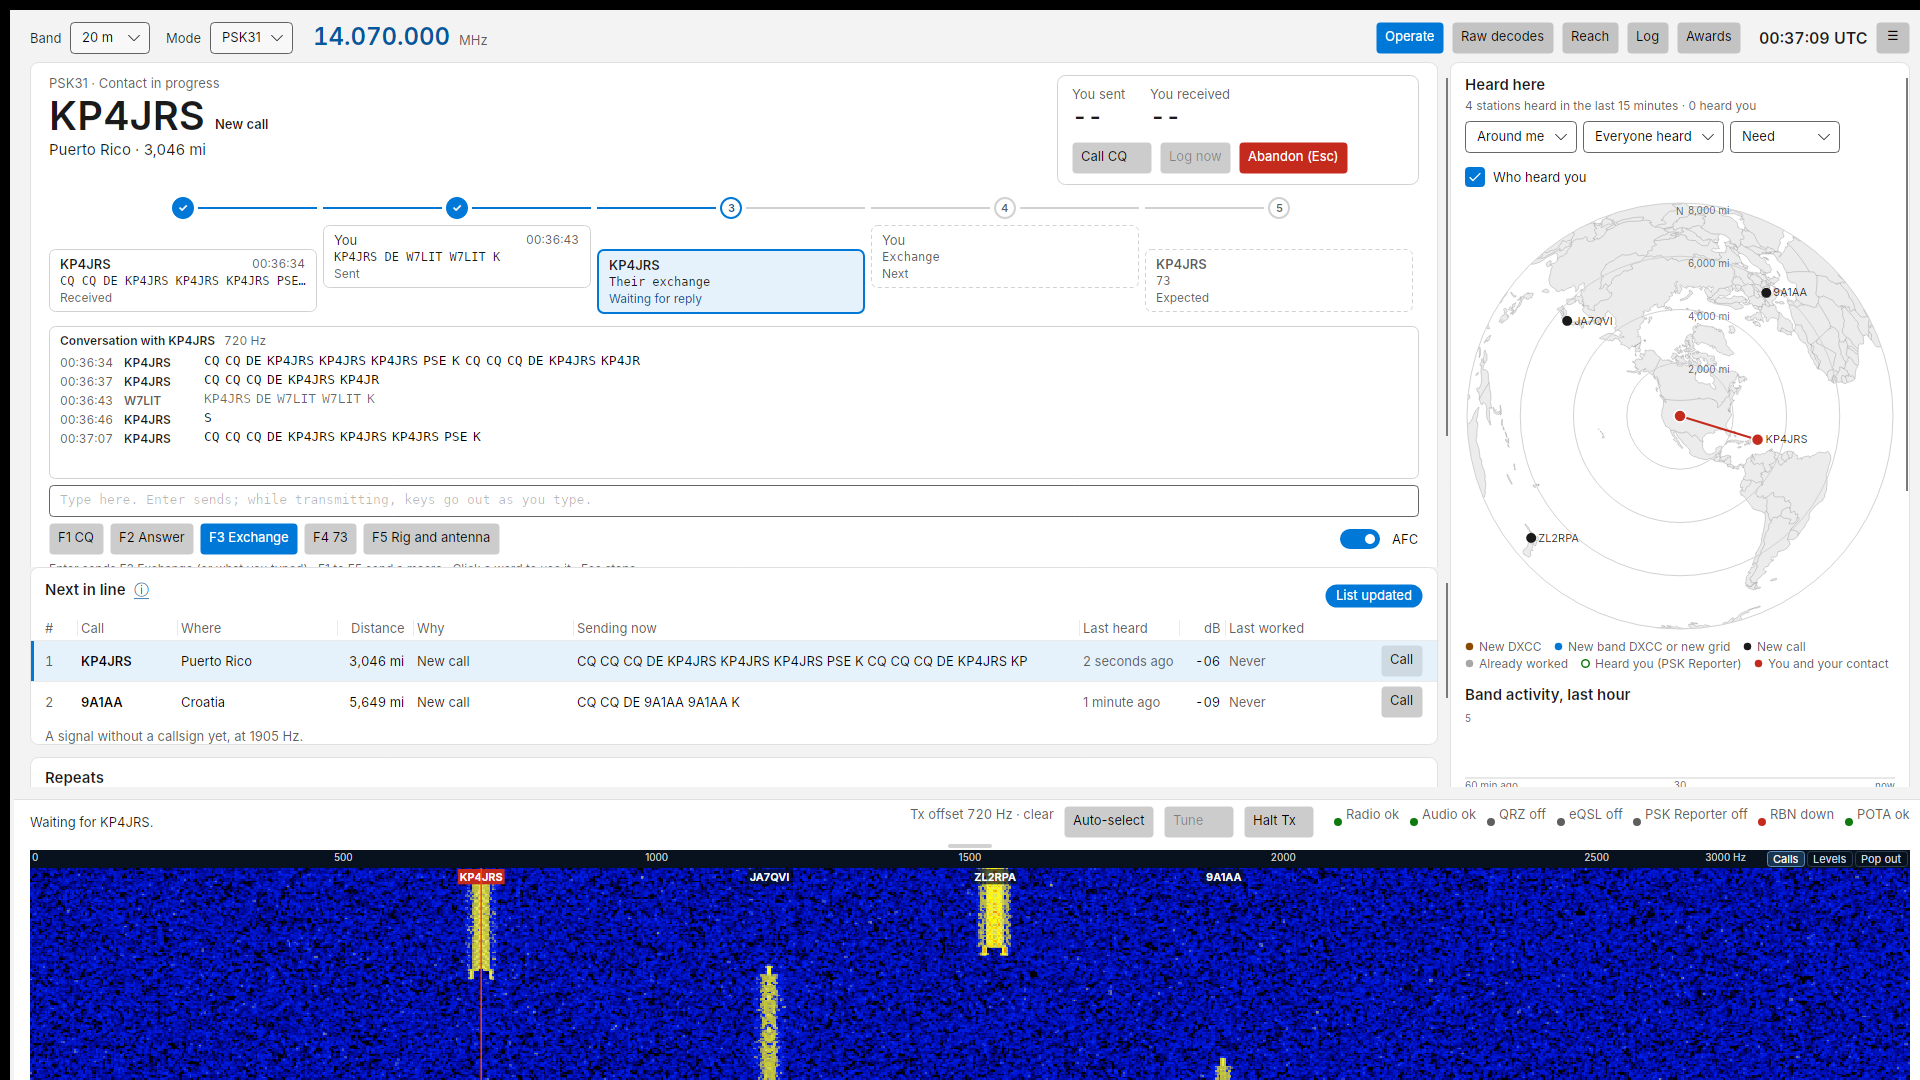 Band 20 m Mode PSK31 14.070.000 MHz Operate Raw decodes Reach Log Awards 00:37:09 UTC ☰
PSK31 · Contact in progress
KP4JRS New call
Puerto Rico · 3,046 mi
You sent You received
-- --
Call CQ Log now Abandon (Esc)
3 4 5
KP4JRS 00:36:34
CQ CQ DE KP4JRS KP4JRS KP4JRS PSE…
Received
You 00:36:43
KP4JRS DE W7LIT W7LIT K
Sent
KP4JRS
Their exchange
Waiting for reply
You
Exchange
Next
KP4JRS
73
Expected
Conversation with KP4JRS 720 Hz
00:36:34 KP4JRS CQ CQ DE KP4JRS KP4JRS KP4JRS PSE K CQ CQ CQ DE KP4JRS KP4JR
00:36:37 KP4JRS CQ CQ CQ DE KP4JRS KP4JR
00:36:43 W7LIT KP4JRS DE W7LIT W7LIT K
00:36:46 KP4JRS S
00:37:07 KP4JRS CQ CQ CQ DE KP4JRS KP4JRS KP4JRS PSE K
Type here. Enter sends; while transmitting, keys go out as you type.
F1 CQ F2 Answer F3 Exchange F4 73 F5 Rig and antenna AFC
Next in line ⓘ List updated
# Call Where Distance Why Sending now Last heard dB Last worked
1 KP4JRS Puerto Rico 3,046 mi New call CQ CQ CQ DE KP4JRS KP4JRS KP4JRS PSE K CQ CQ CQ DE KP4JRS KP 2 seconds ago -06 Never Call
2 9A1AA Croatia 5,649 mi New call CQ CQ DE 9A1AA 9A1AA K 1 minute ago -09 Never Call
A signal without a callsign yet, at 1905 Hz.
Repeats
Heard here
4 stations heard in the last 15 minutes · 0 heard you
Around me Everyone heard Need
Who heard you
N 8,000 mi
6,000 mi
9A1AA
4,000 mi
JA7QVI
2,000 mi
KP4JRS
ZL2RPA
New DXCC New band DXCC or new grid New call
Already worked Heard you (PSK Reporter) You and your contact
Band activity, last hour
5
60 min ago 30 now
Waiting for KP4JRS. Tx offset 720 Hz · clear Auto-select Tune Halt Tx Radio ok Audio ok QRZ off eQSL off PSK Reporter off RBN down POTA ok
0 500 1000 1500 2000 2500 3000 Hz Calls Levels Pop out
KP4JRS JA7QVI ZL2RPA 9A1AA